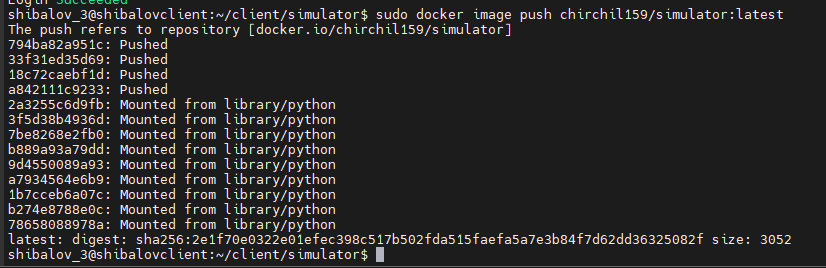 Login Succeeded
shibalov_3@shibalovclient:~/client/simulator$ sudo docker image push chirchil159/simulator:latest
The push refers to repository [docker.io/chirchil159/simulator]
794ba82a951c: Pushed
33f31ed35d69: Pushed
18c72caebf1d: Pushed
a842111c9233: Pushed
2a3255c6d9fb: Mounted from library/python
3f5d38b4936d: Mounted from library/python
7be8268e2fb0: Mounted from library/python
b889a93a79dd: Mounted from library/python
9d4550089a93: Mounted from library/python
a7934564e6b9: Mounted from library/python
1b7cceb6a07c: Mounted from library/python
b274e8788e0c: Mounted from library/python
78658088978a: Mounted from library/python
latest: digest: sha256:2e1f70e0322e01efec398c517b502fda515faefa5a7e3b84f7d62dd36325082f size: 3052
shibalov_3@shibalovclient:~/client/simulator$